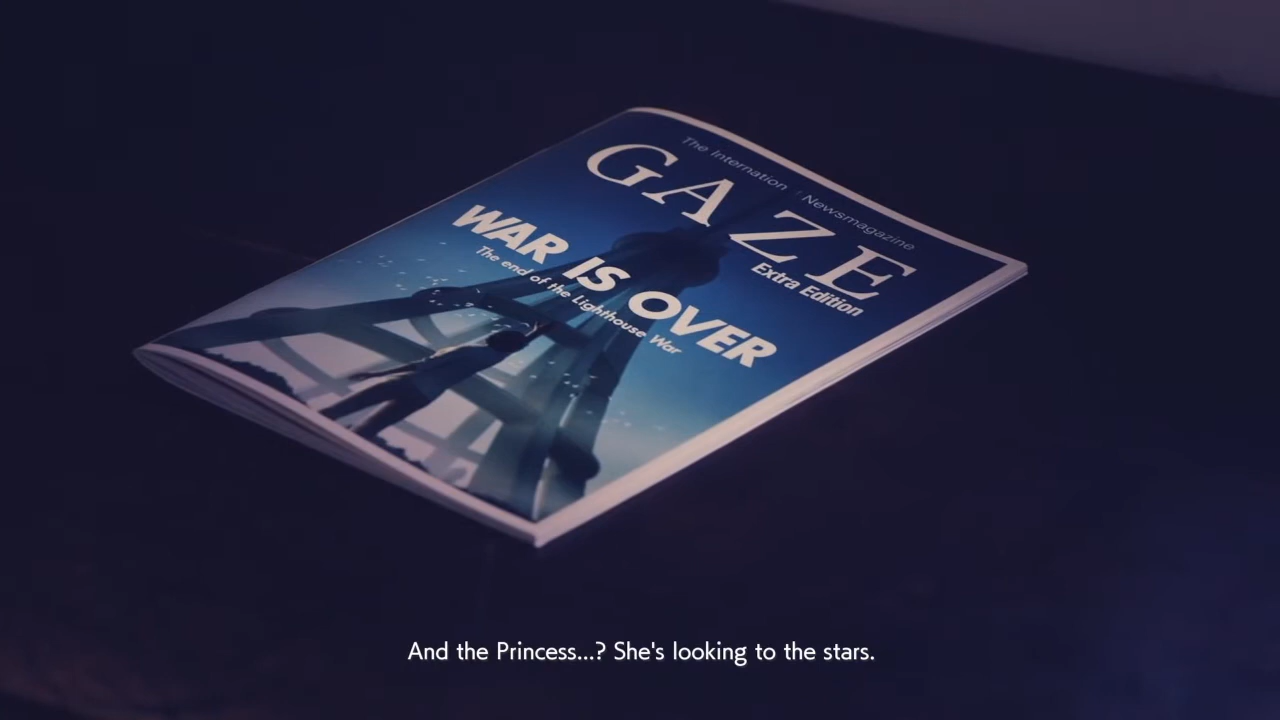 The Internation  Newsmagazine
GAZE
Extra Edition
WAR IS OVER
The end of the Lighthouse War
And the Princess...? She's looking to the stars.